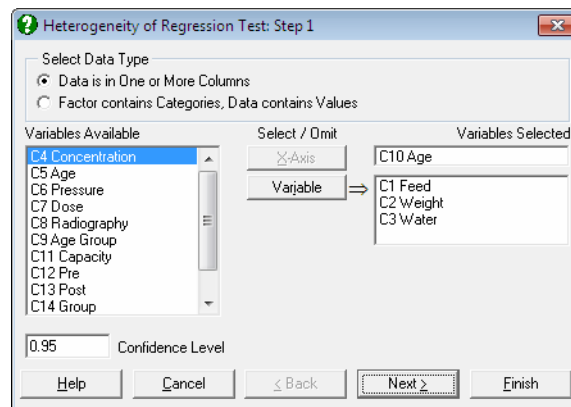 Heterogeneity of Regression Test: Step 1
Select Data Type
Data is in One or More Columns
Factor contains Categories, Data contains Values
Variables Available
Select / Omit
Variables Selected
C4 Concentration
C5 Age
C6 Pressure
C7 Dose
C8 Radiography
C9 Age Group
C11 Capacity
C12 Pre
C13 Post
C14 Group
X-Axis
C10 Age
Variable
C1 Feed
C2 Weight
C3 Water
0.95
Confidence Level
Help
Cancel
< Back
Next >
Finish